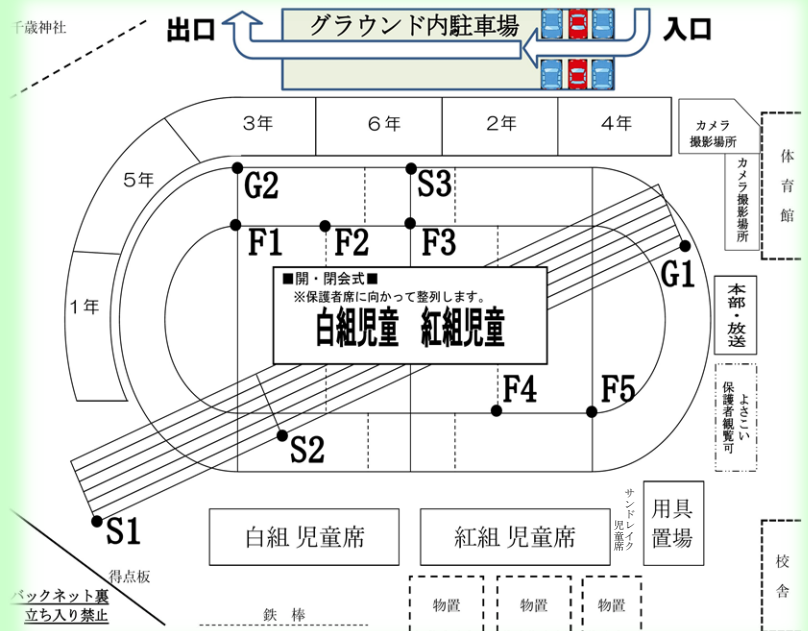 千歳神社
出口
グラウンド内駐車場
入口
3年
6年
2年
4年
5年
1年
カメラ
撮影場所
カメラ撮影場所
体育館
G2
S3
F1
F2
F3
G1
■開・閉会式■
※保護者席に向かって整列します。
白組児童 紅組児童
本部・放送
よさこい
保護者観覧可
F4
F5
S2
S1
白組 児童席
紅組 児童席
サンドレイク
児童席
用具
置場
得点板
バックネット裏
立ち入り禁止
鉄 棒
物置
物置
物置
校舎